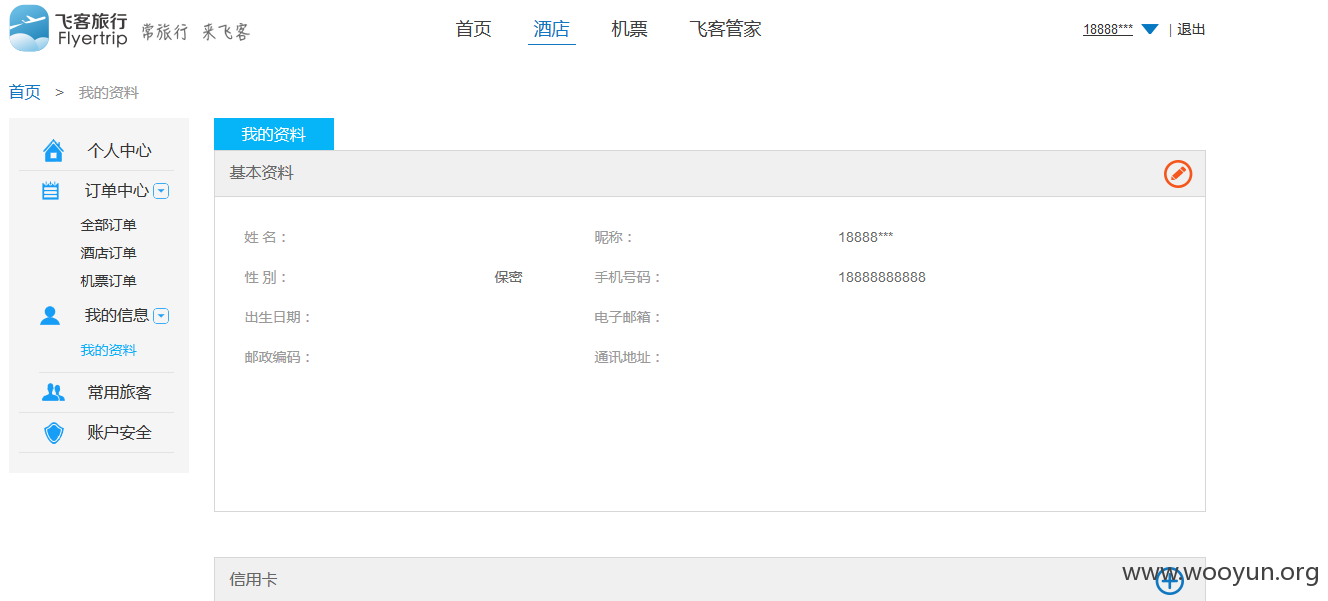 飞客旅行
Flyertrip
常旅行 来飞客
首页 酒店 机票 飞客管家
18888*** | 退出
首页 > 我的资料
个人中心
订单中心
全部订单
酒店订单
机票订单
我的信息
我的资料
常用旅客
账户安全
我的资料
基本资料
姓 名： 昵称： 18888***
性 别： 保密 手机号码： 18888888888
出生日期： 电子邮箱：
邮政编码： 通讯地址：
信用卡
www.wooyun.org